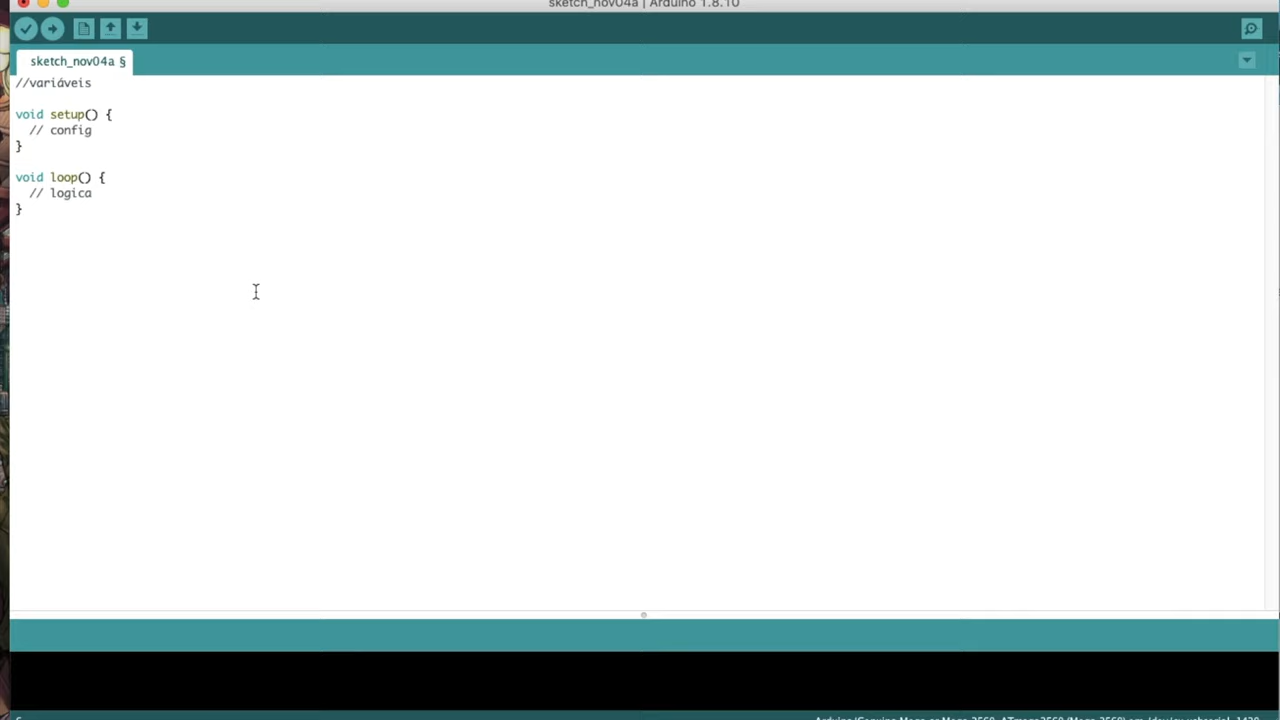 sketch_nov04a | Arduino 1.8.10
sketch_nov04a §
//variáveis
void setup() {
  // config
}
void loop() {
  // logica
}